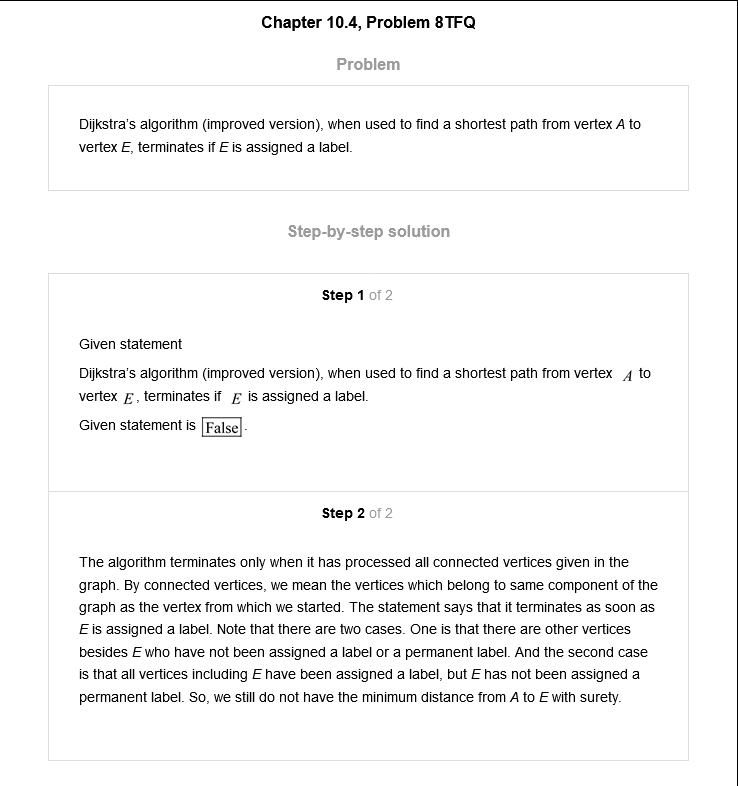 Chapter 10.4, Problem 8TFQ
Problem
Dijkstra's algorithm (improved version), when used to find a shortest path from vertex A to
vertex E, terminates if E is assigned a label.
Step-by-step solution
Step 1 of 2
Given statement
Dijkstra's algorithm (improved version), when used to find a shortest path from vertex A to
vertex E, terminates if E is assigned a label.
Given statement is False.
Step 2 of 2
The algorithm terminates only when it has processed all connected vertices given in the
graph. By connected vertices, we mean the vertices which belong to same component of the
graph as the vertex from which we started. The statement says that it terminates as soon as
E is assigned a label. Note that there are two cases. One is that there are other vertices
besides E who have not been assigned a label or a permanent label. And the second case
is that all vertices including E have been assigned a label, but E has not been assigned a
permanent label. So, we still do not have the minimum distance from A to E with surety.